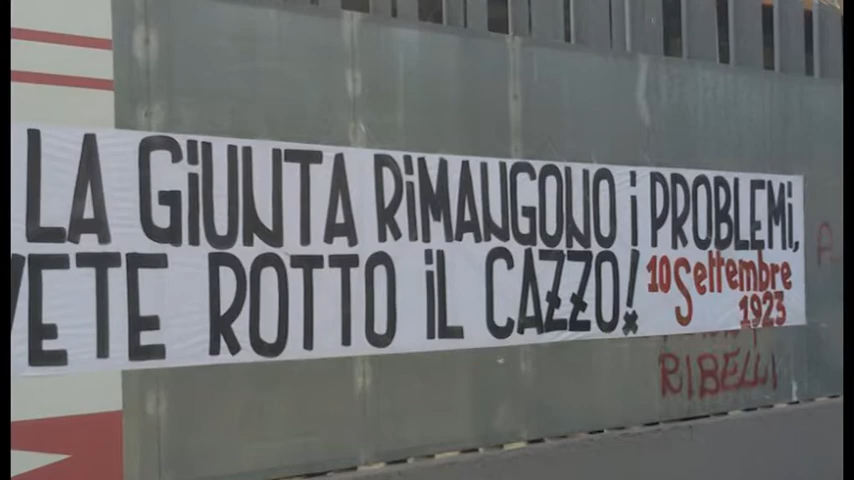 LA GIUNTA RIMANGONO I PROBLEMI,
VETE ROTTO IL CAZZO!
10 Settembre
1923
RIBELLI